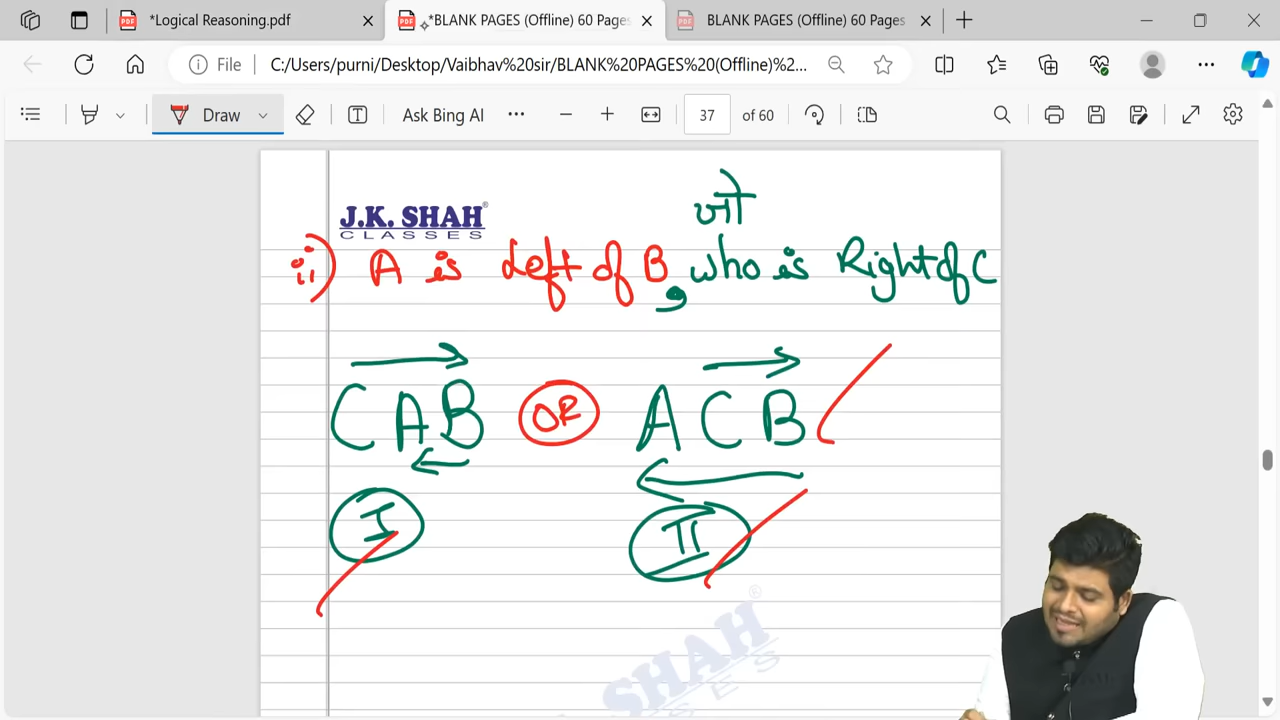 *Logical Reasoning.pdf
*BLANK PAGES (Offline) 60 Pages
BLANK PAGES (Offline) 60 Pages
File
C:/Users/purni/Desktop/Vaibhav%20sir/BLANK%20PAGES%20(Offline)%2...
Draw
Ask Bing AI
37
of 60
J.K. SHAH®
CLASSES
जो
ii) A is Left of B, who is Right of C
C A B OR A C B
I II
SHAH®
ES